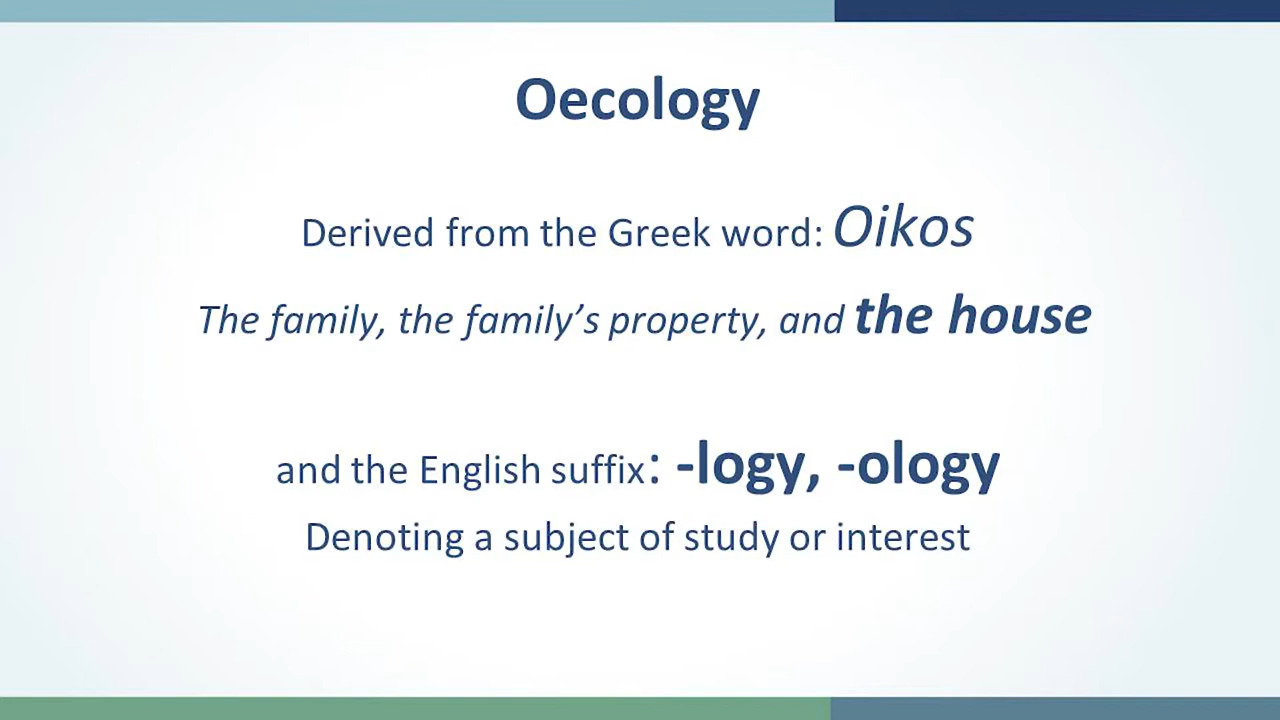 Oecology
Derived from the Greek word: Oikos
The family, the family’s property, and the house
and the English suffix: -logy, -ology
Denoting a subject of study or interest